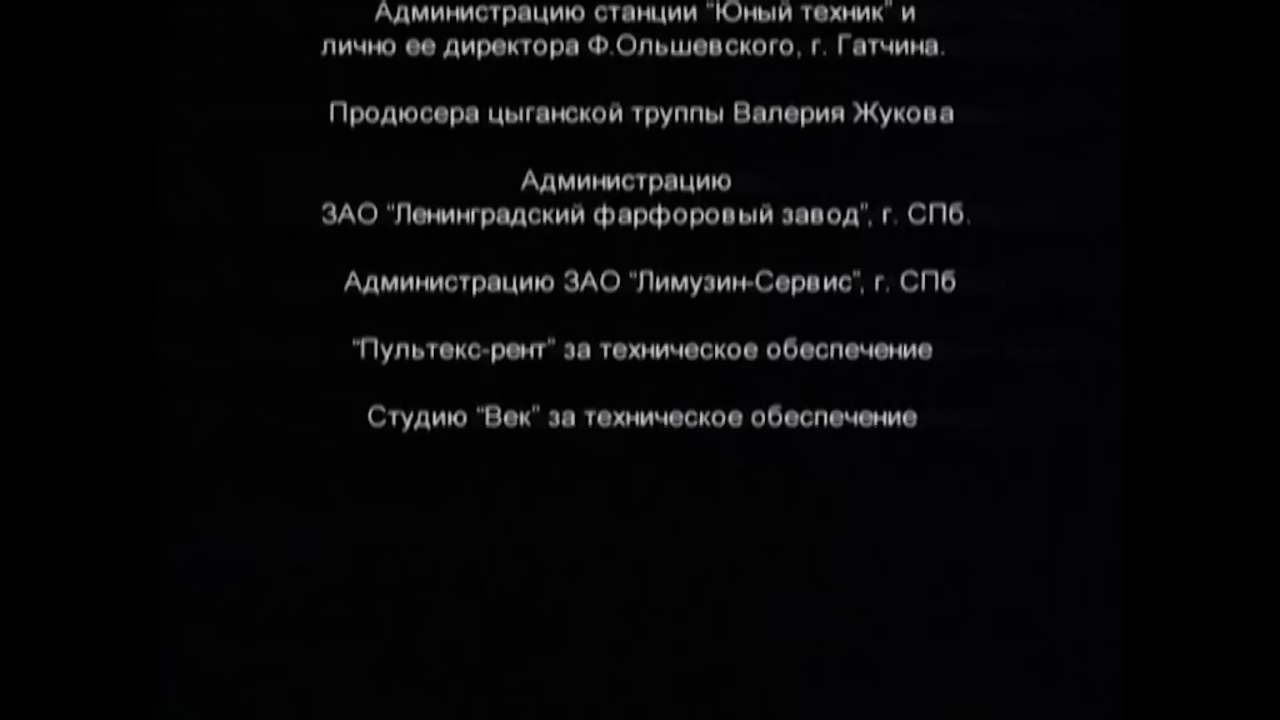 Администрацию станции "Юный техник" и
лично ее директора Ф.Ольшевского, г. Гатчина.
Продюсера цыганской труппы Валерия Жукова
Администрацию
ЗАО "Ленинградский фарфоровый завод", г. СПб.
Администрацию ЗАО "Лимузин-Сервис", г. СПб
"Пультекс-рент" за техническое обеспечение
Студию "Век" за техническое обеспечение